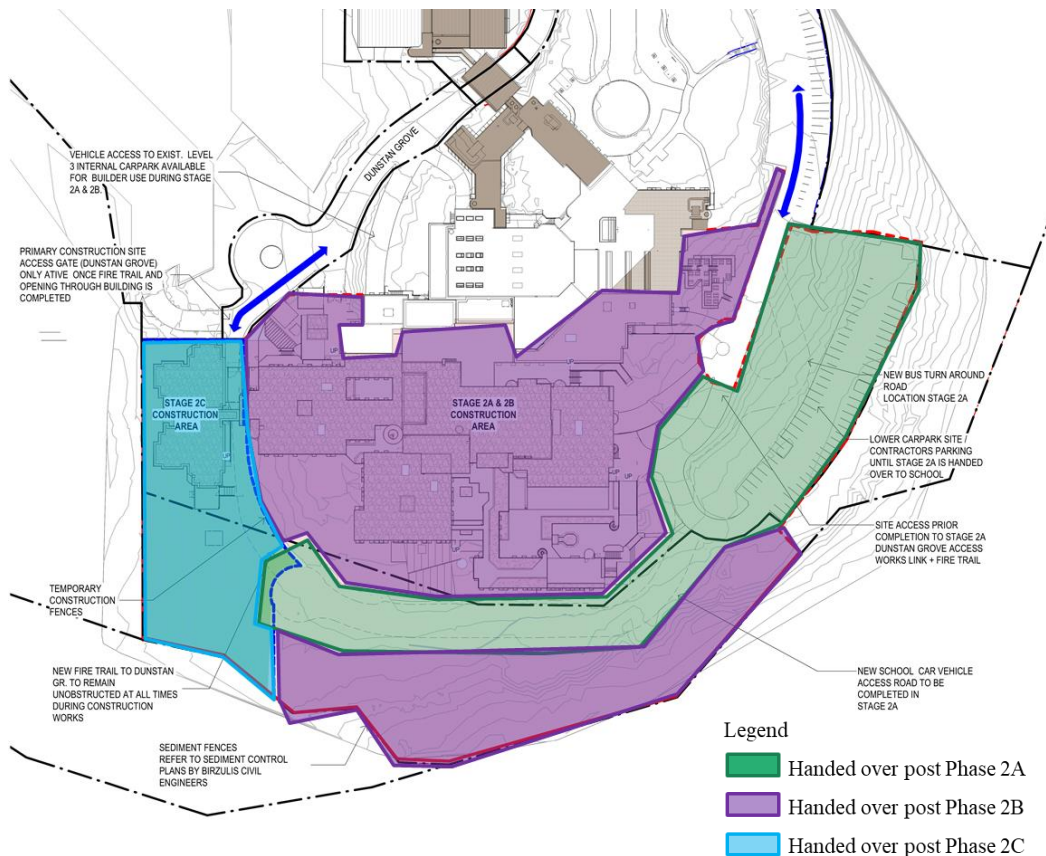 DUNSTAN GROVE
VEHICLE ACCESS TO EXIST. LEVEL
3 INTERNAL CARPARK AVAILABLE
FOR BUILDER USE DURING STAGE
2A & 2B.
PRIMARY CONSTRUCTION SITE
ACCESS GATE (DUNSTAN GROVE)
ONLY ATIVE ONCE FIRE TRAIL AND
OPENING THROUGH BUILDING IS
COMPLETED
STAGE 2C
CONSTRUCTION
AREA
STAGE 2A & 2B
CONSTRUCTION
AREA
UP
UP
UP
UP
UP
UP
NEW BUS TURN AROUND
ROAD
LOCATION STAGE 2A
LOWER CARPARK SITE /
CONTRACTORS PARKING
UNTIL STAGE 2A IS HANDED
OVER TO SCHOOL
SITE ACCESS PRIOR
COMPLETION TO STAGE 2A
DUNSTAN GROVE ACCESS
WORKS LINK + FIRE TRAIL
TEMPORARY
CONSTRUCTION
FENCES
NEW FIRE TRAIL TO DUNSTAN
GR. TO REMAIN
UNOBSTRUCTED AT ALL TIMES
DURING CONSTRUCTION
WORKS
SEDIMENT FENCES
REFER TO SEDIMENT CONTROL
PLANS BY BIRZULIS CIVIL
ENGINEERS
NEW SCHOOL CAR VEHICLE
ACCESS ROAD TO BE
COMPLETED IN
STAGE 2A
Legend
Handed over post Phase 2A
Handed over post Phase 2B
Handed over post Phase 2C